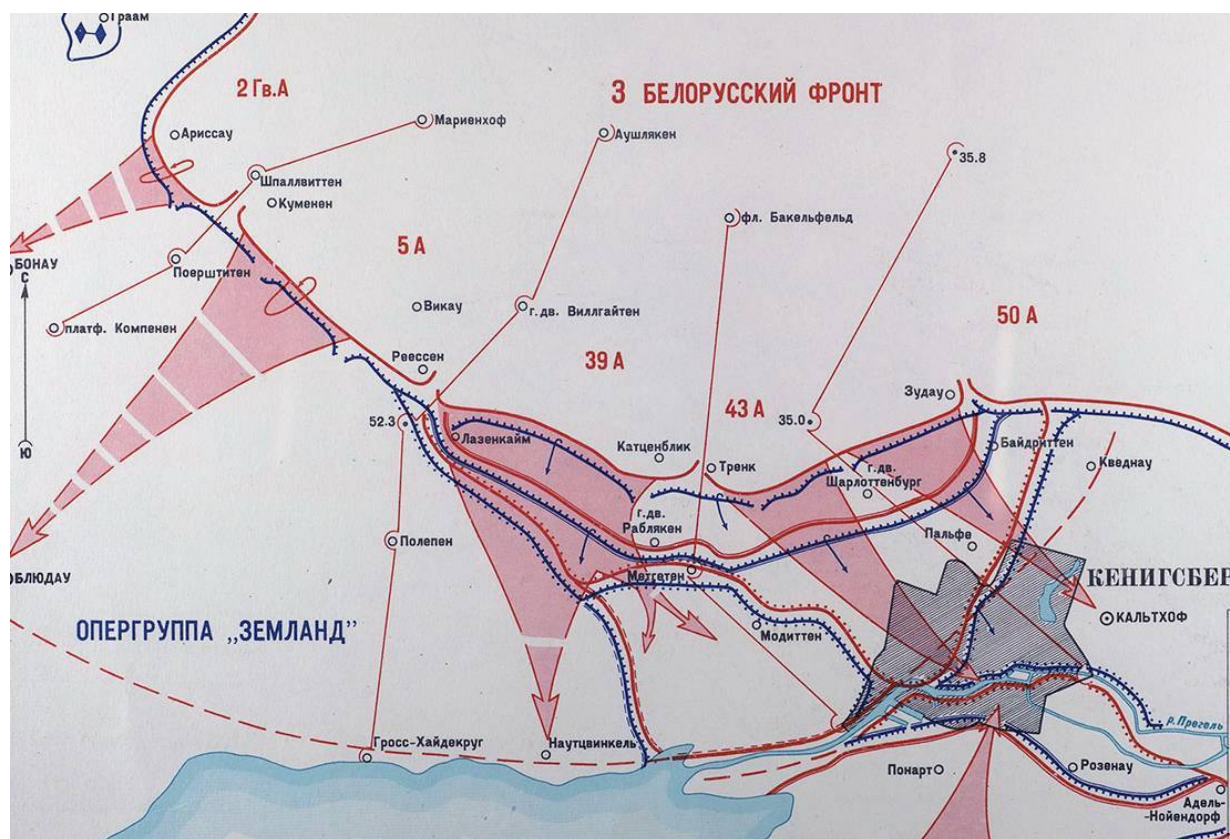 Граам
2 Гв.А
3 БЕЛОРУССКИЙ ФРОНТ
Ариссау
Мариенхоф
Аушлякен
35.8
Шпаллвиттен
Куменен
фл. Бакельфельд
5 А
БОНАУ
С
Поерштитен
платф. Компенен
Викау
г. дв. Виллгайтен
50 А
39 А
Реессен
Зудау
43 А
52.3
35.0
Ю
Лазенкайм
Катценблик
Тренк
Байдриттен
Кведнау
г. дв.
Шарлоттенбург
г. дв.
Раблякен
Полепен
Пальфе
Метгетен
БЛЮДАУ
КЕНИГСБЕР
КАЛЬТХОФ
ОПЕРГРУППА „ЗЕМЛАНД”
Модиттен
р. Прегель
Гросс-Хайдекруг
Наутцвинкель
Понарт
Розенау
Адель-
-Нойендорф